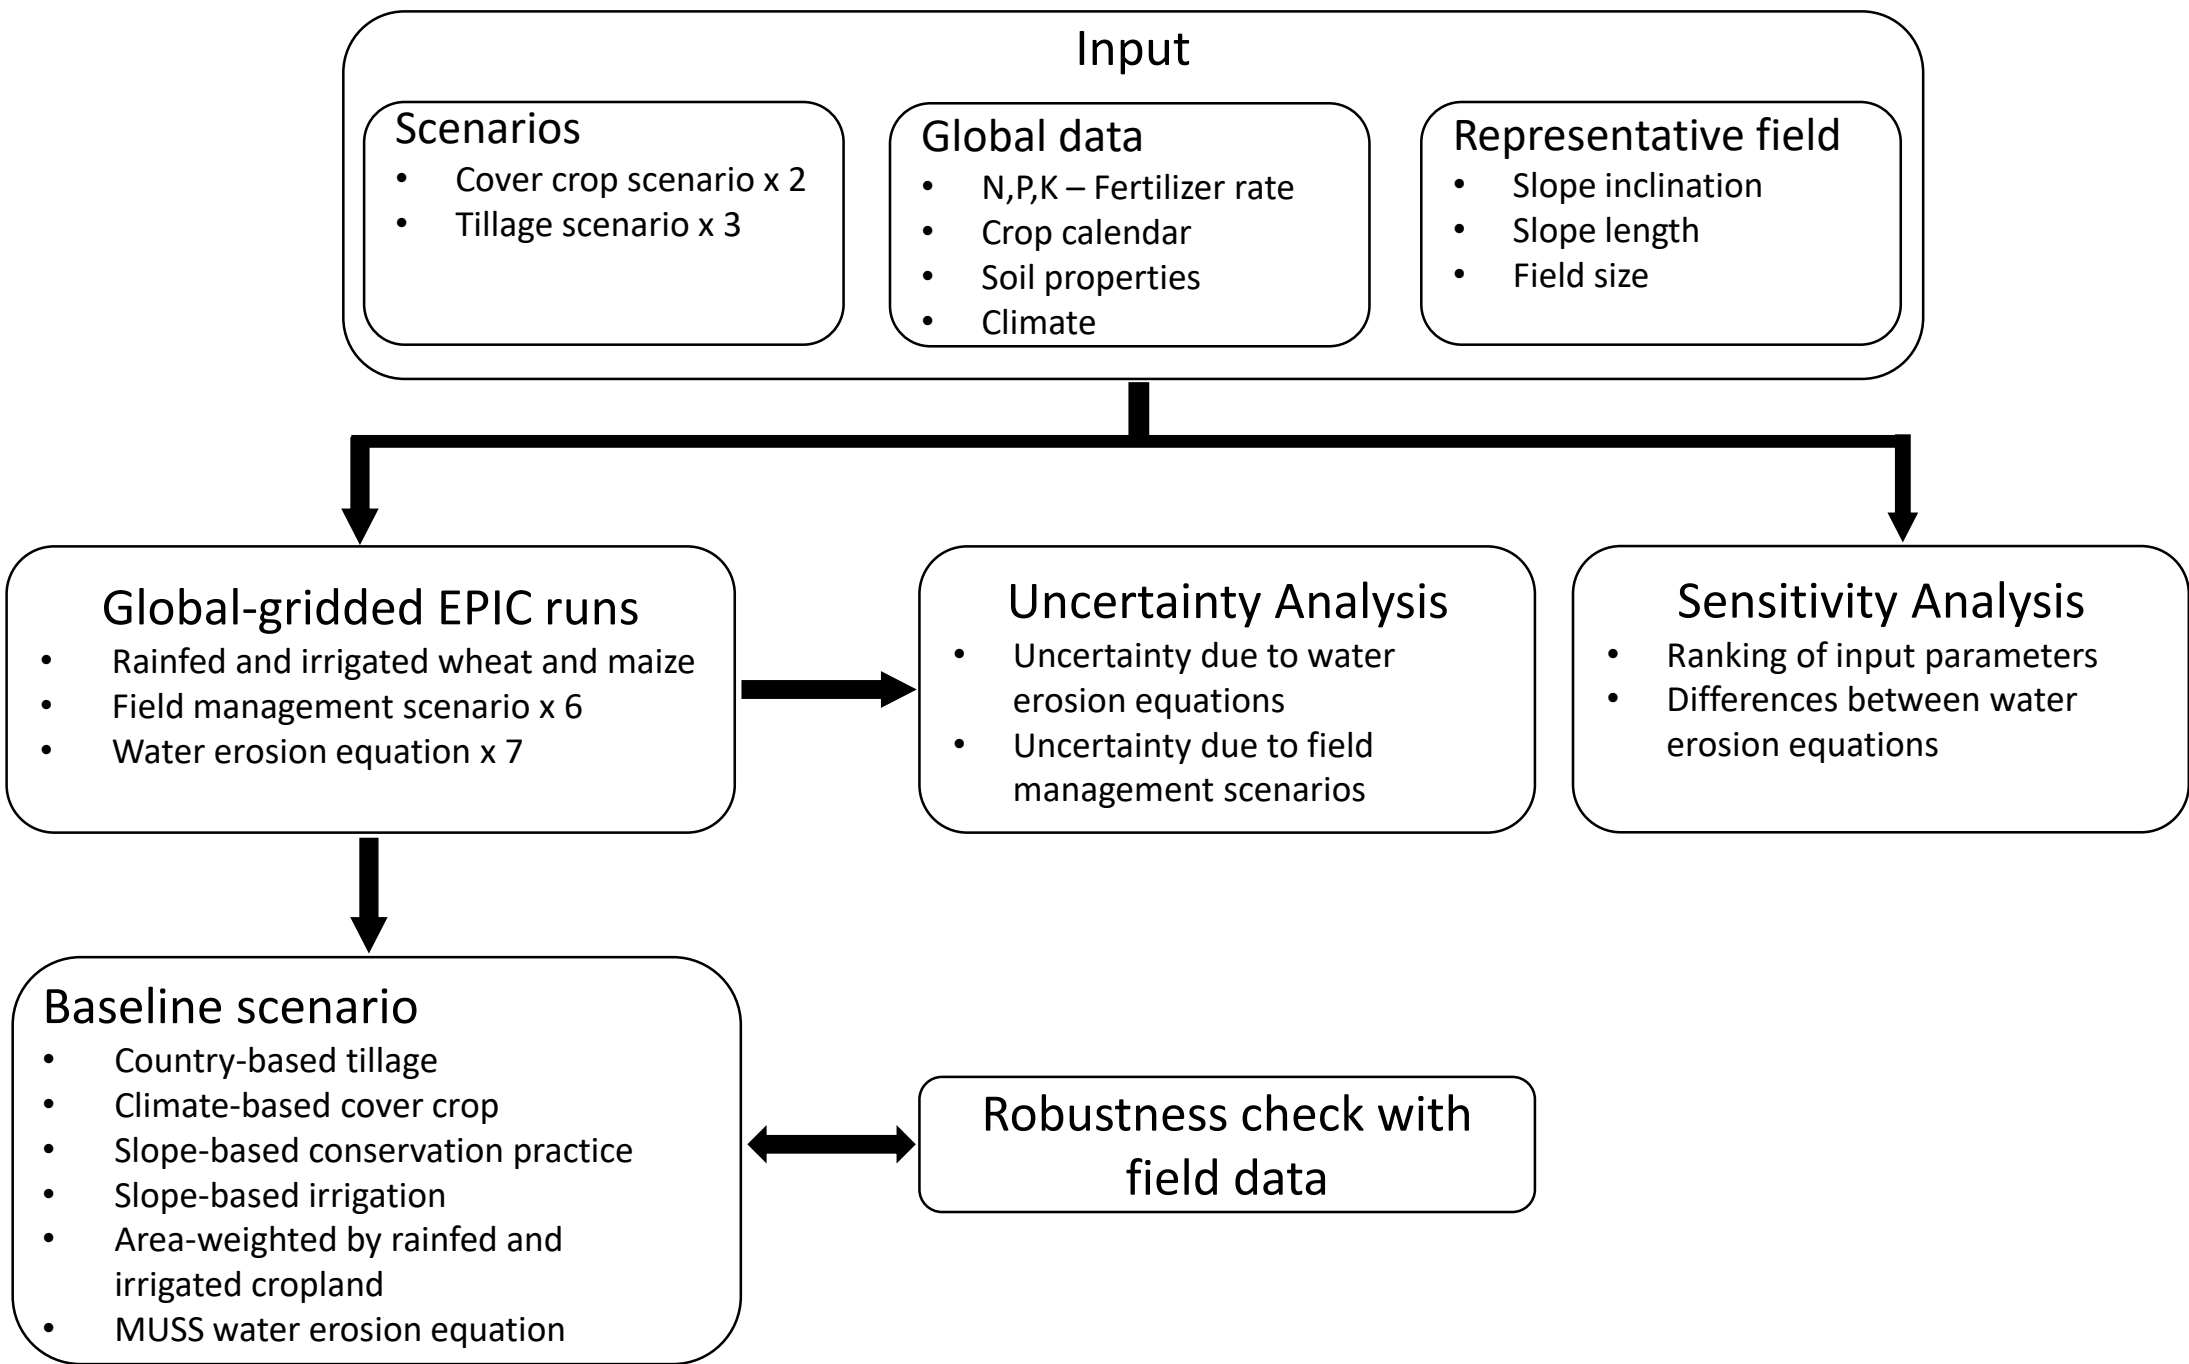 Input
Scenarios
• Cover crop scenario x 2
• Tillage scenario x 3
Global data
• N,P,K – Fertilizer rate
• Crop calendar
• Soil properties
• Climate
Representative field
• Slope inclination
• Slope length
• Field size
Global-gridded EPIC runs
• Rainfed and irrigated wheat and maize
• Field management scenario x 6
• Water erosion equation x 7
Uncertainty Analysis
• Uncertainty due to water
erosion equations
• Uncertainty due to field
management scenarios
Sensitivity Analysis
• Ranking of input parameters
• Differences between water
erosion equations
Baseline scenario
• Country-based tillage
• Climate-based cover crop
• Slope-based conservation practice
• Slope-based irrigation
• Area-weighted by rainfed and
irrigated cropland
• MUSS water erosion equation
Robustness check with
field data